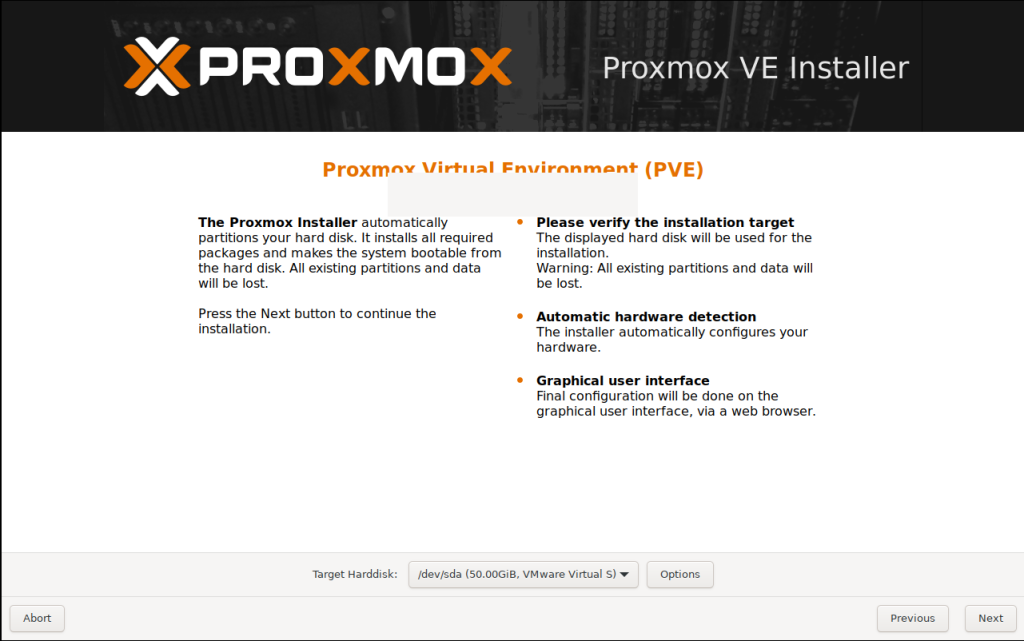 PROXMOX
Proxmox VE Installer
Proxmox Virtual Environment (PVE)
The Proxmox Installer automatically
partitions your hard disk. It installs all required
packages and makes the system bootable from
the hard disk. All existing partitions and data
will be lost.
Press the Next button to continue the
installation.
Please verify the installation target
The displayed hard disk will be used for the
installation.
Warning: All existing partitions and data will
be lost.
Automatic hardware detection
The installer automatically configures your
hardware.
Graphical user interface
Final configuration will be done on the
graphical user interface, via a web browser.
Target Harddisk: /dev/sda (50.00GiB, VMware Virtual S) Options
Abort Previous Next